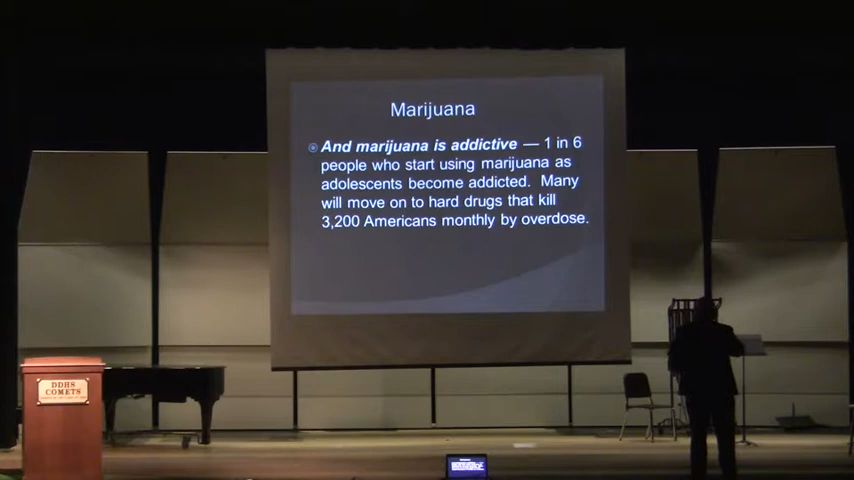 Marijuana
And marijuana is addictive — 1 in 6
people who start using marijuana as
adolescents become addicted. Many
will move on to hard drugs that kill
3,200 Americans monthly by overdose.
DDHS
COMETS